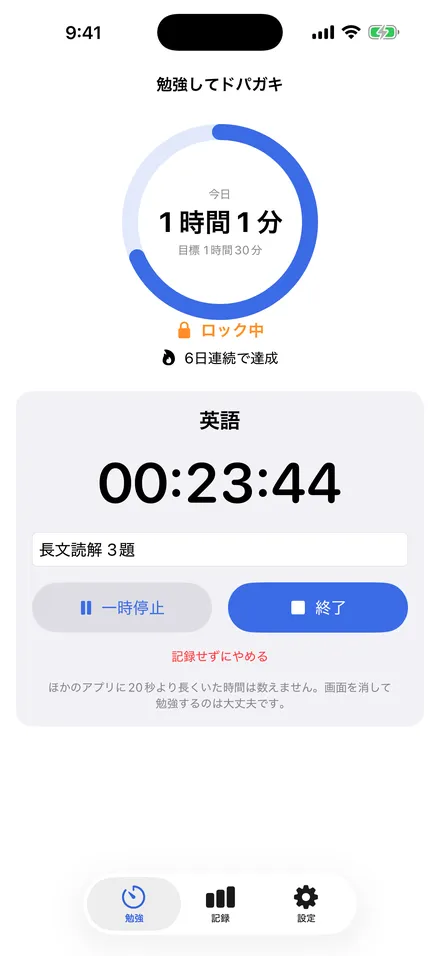 9:41
勉強してドパガキ
今日
1時間1分
目標 1時間30分
ロック中
6日連続で達成
英語
00:23:44
長文読解 3題
一時停止
終了
記録せずにやめる
ほかのアプリに20秒より長くいた時間は数えません。画面を消して
勉強するのは大丈夫です。
勉強
記録
設定